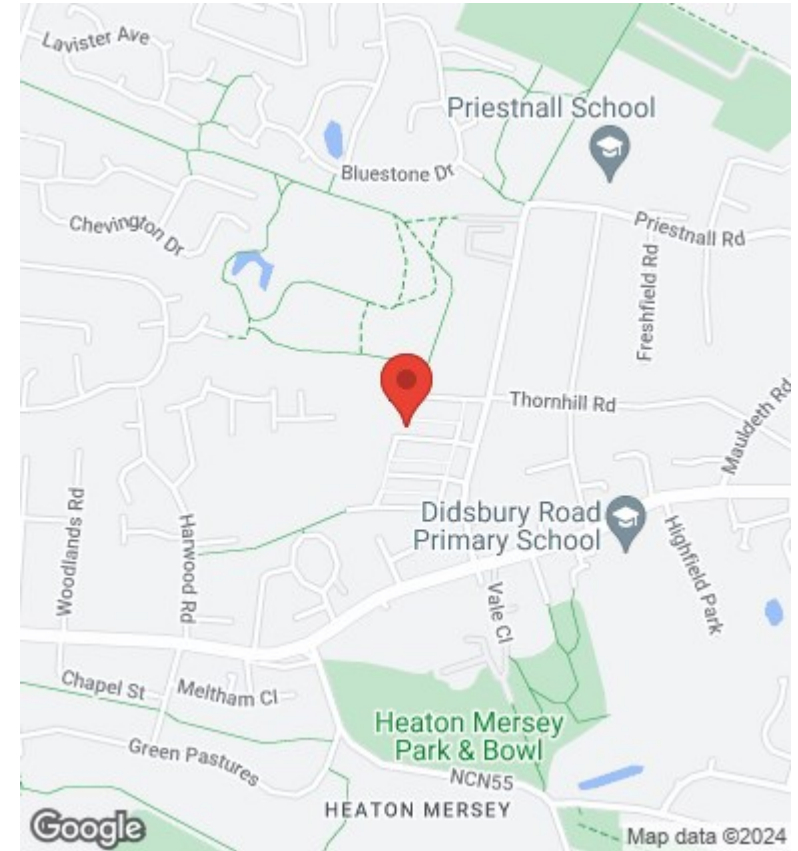 Lavister Ave
Priestnall School
Bluestone Dr
Chevington Dr
Priestnall Rd
Freshfield Rd
Thornhill Rd
Mauldeth Rd
Didsbury Road
Primary School
Woodlands Rd
Harwood Rd
Highfield Park
Vale Cl
Chapel St
Meltham Cl
Heaton Mersey
Park & Bowl
Green Pastures
NCN55
HEATON MERSEY
Google
Map data ©2024